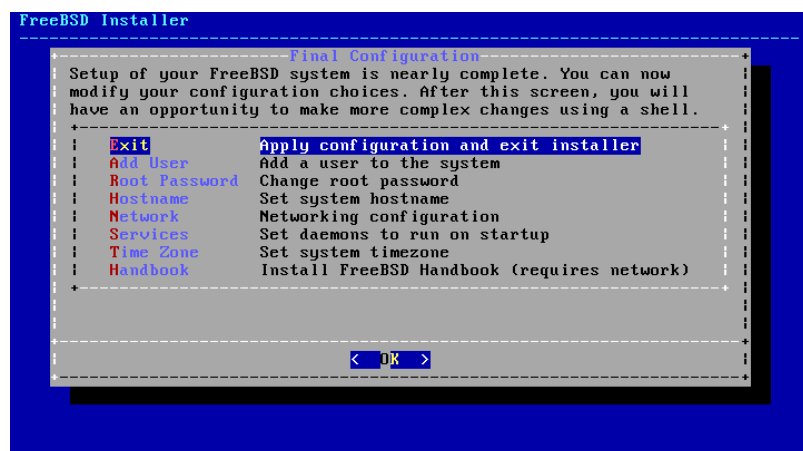 FreeBSD Installer
Final Configuration
Setup of your FreeBSD system is nearly complete. You can now
modify your configuration choices. After this screen, you will
have an opportunity to make more complex changes using a shell.
Exit Apply configuration and exit installer
Add User Add a user to the system
Root Password Change root password
Hostname Set system hostname
Network Networking configuration
Services Set daemons to run on startup
Time Zone Set system timezone
Handbook Install FreeBSD Handbook (requires network)
< OK >